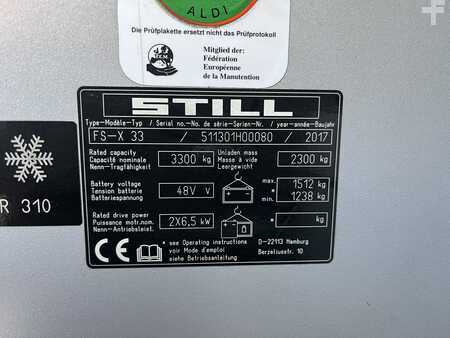 ALDI
Die Prüfplakette ersetzt nicht das Prüfprotokoll
F.E.M.
Mitglied der:
Fédération
Européenne
de la Manutention
STILL
Type-Modèle-Typ / Serial no.-No. de série-Serien-Nr. / year-année-Baujahr
FS-X 33 / 511301H00080 / 2017
Rated capacity
Capacité nominale 3300 kg
Nenn-Tragfähigkeit
Unladen mass
Masse à vide 2300 kg
Leergewicht
Battery voltage
Tension batterie 48V V
Batteriespannung
max. 1512 kg
min. 1238 kg
Rated drive power
Puissance motr.nom. 2X6,5 kW
Nenn-Antriebsleist.
* kg
* see Operating instructions
voir Mode d'emploi
siehe Betriebsanleitung
D-22113 Hamburg
Berzeliusstr. 10
CE
R 310
F